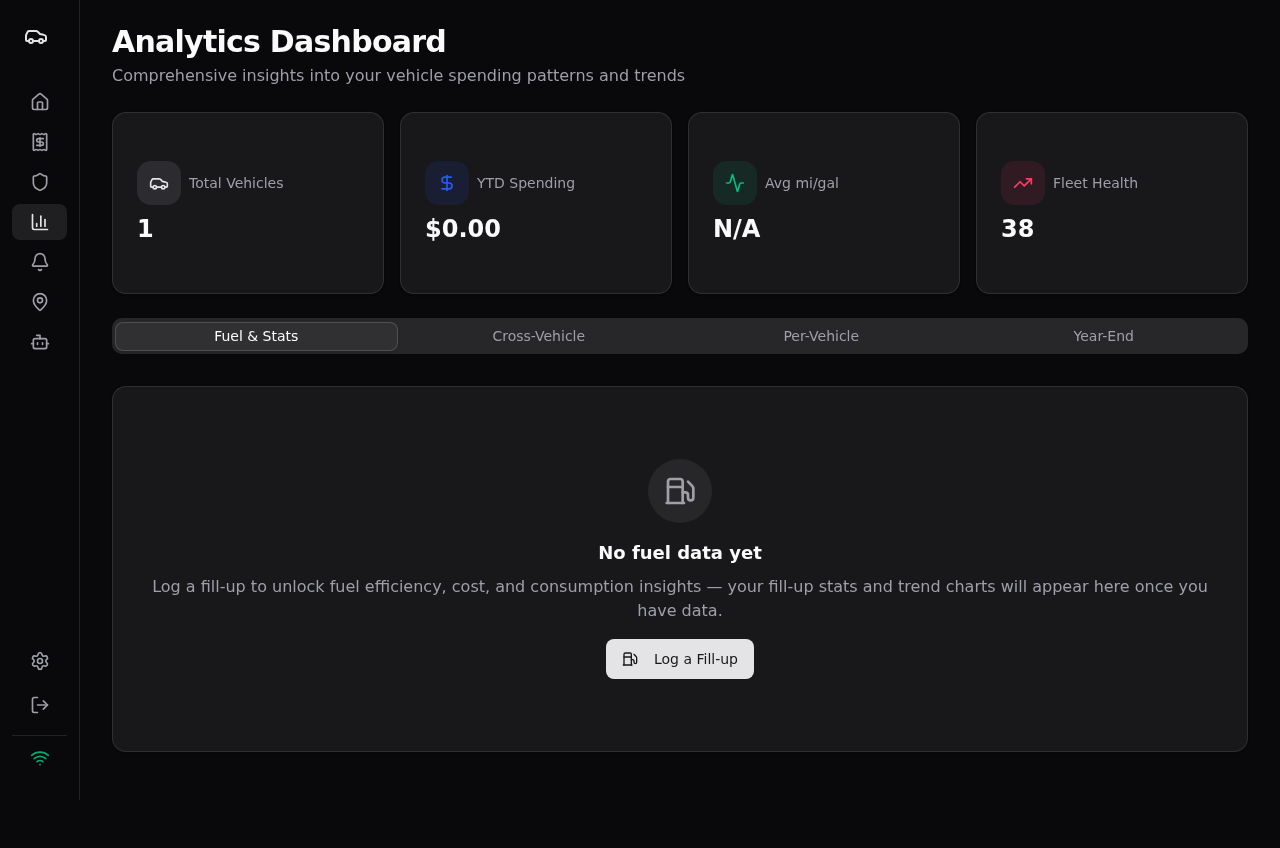 Analytics Dashboard
Comprehensive insights into your vehicle spending patterns and trends
Total Vehicles
1
YTD Spending
$0.00
Avg mi/gal
N/A
Fleet Health
38
Fuel & Stats
Cross-Vehicle
Per-Vehicle
Year-End
No fuel data yet
Log a fill-up to unlock fuel efficiency, cost, and consumption insights — your fill-up stats and trend charts will appear here once you
have data.
Log a Fill-up